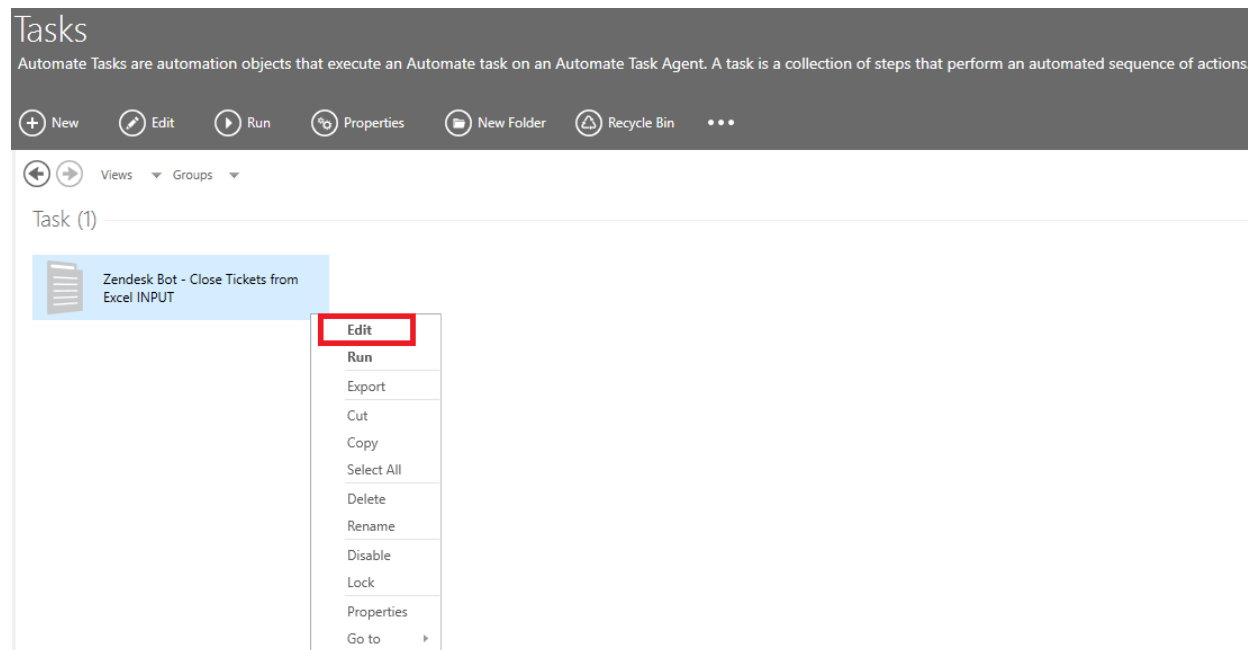 Tasks
Automate Tasks are automation objects that execute an Automate task on an Automate Task Agent. A task is a collection of steps that perform an automated sequence of actions.
New Edit Run Properties New Folder Recycle Bin •••
Views Groups
Task (1)
Zendesk Bot - Close Tickets from
Excel INPUT
Edit
Run
Export
Cut
Copy
Select All
Delete
Rename
Disable
Lock
Properties
Go to